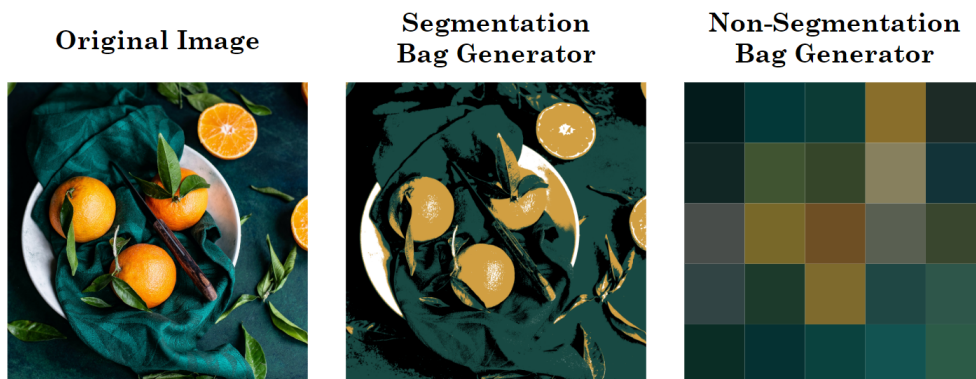 Original Image
Segmentation
Bag Generator
Non-Segmentation
Bag Generator